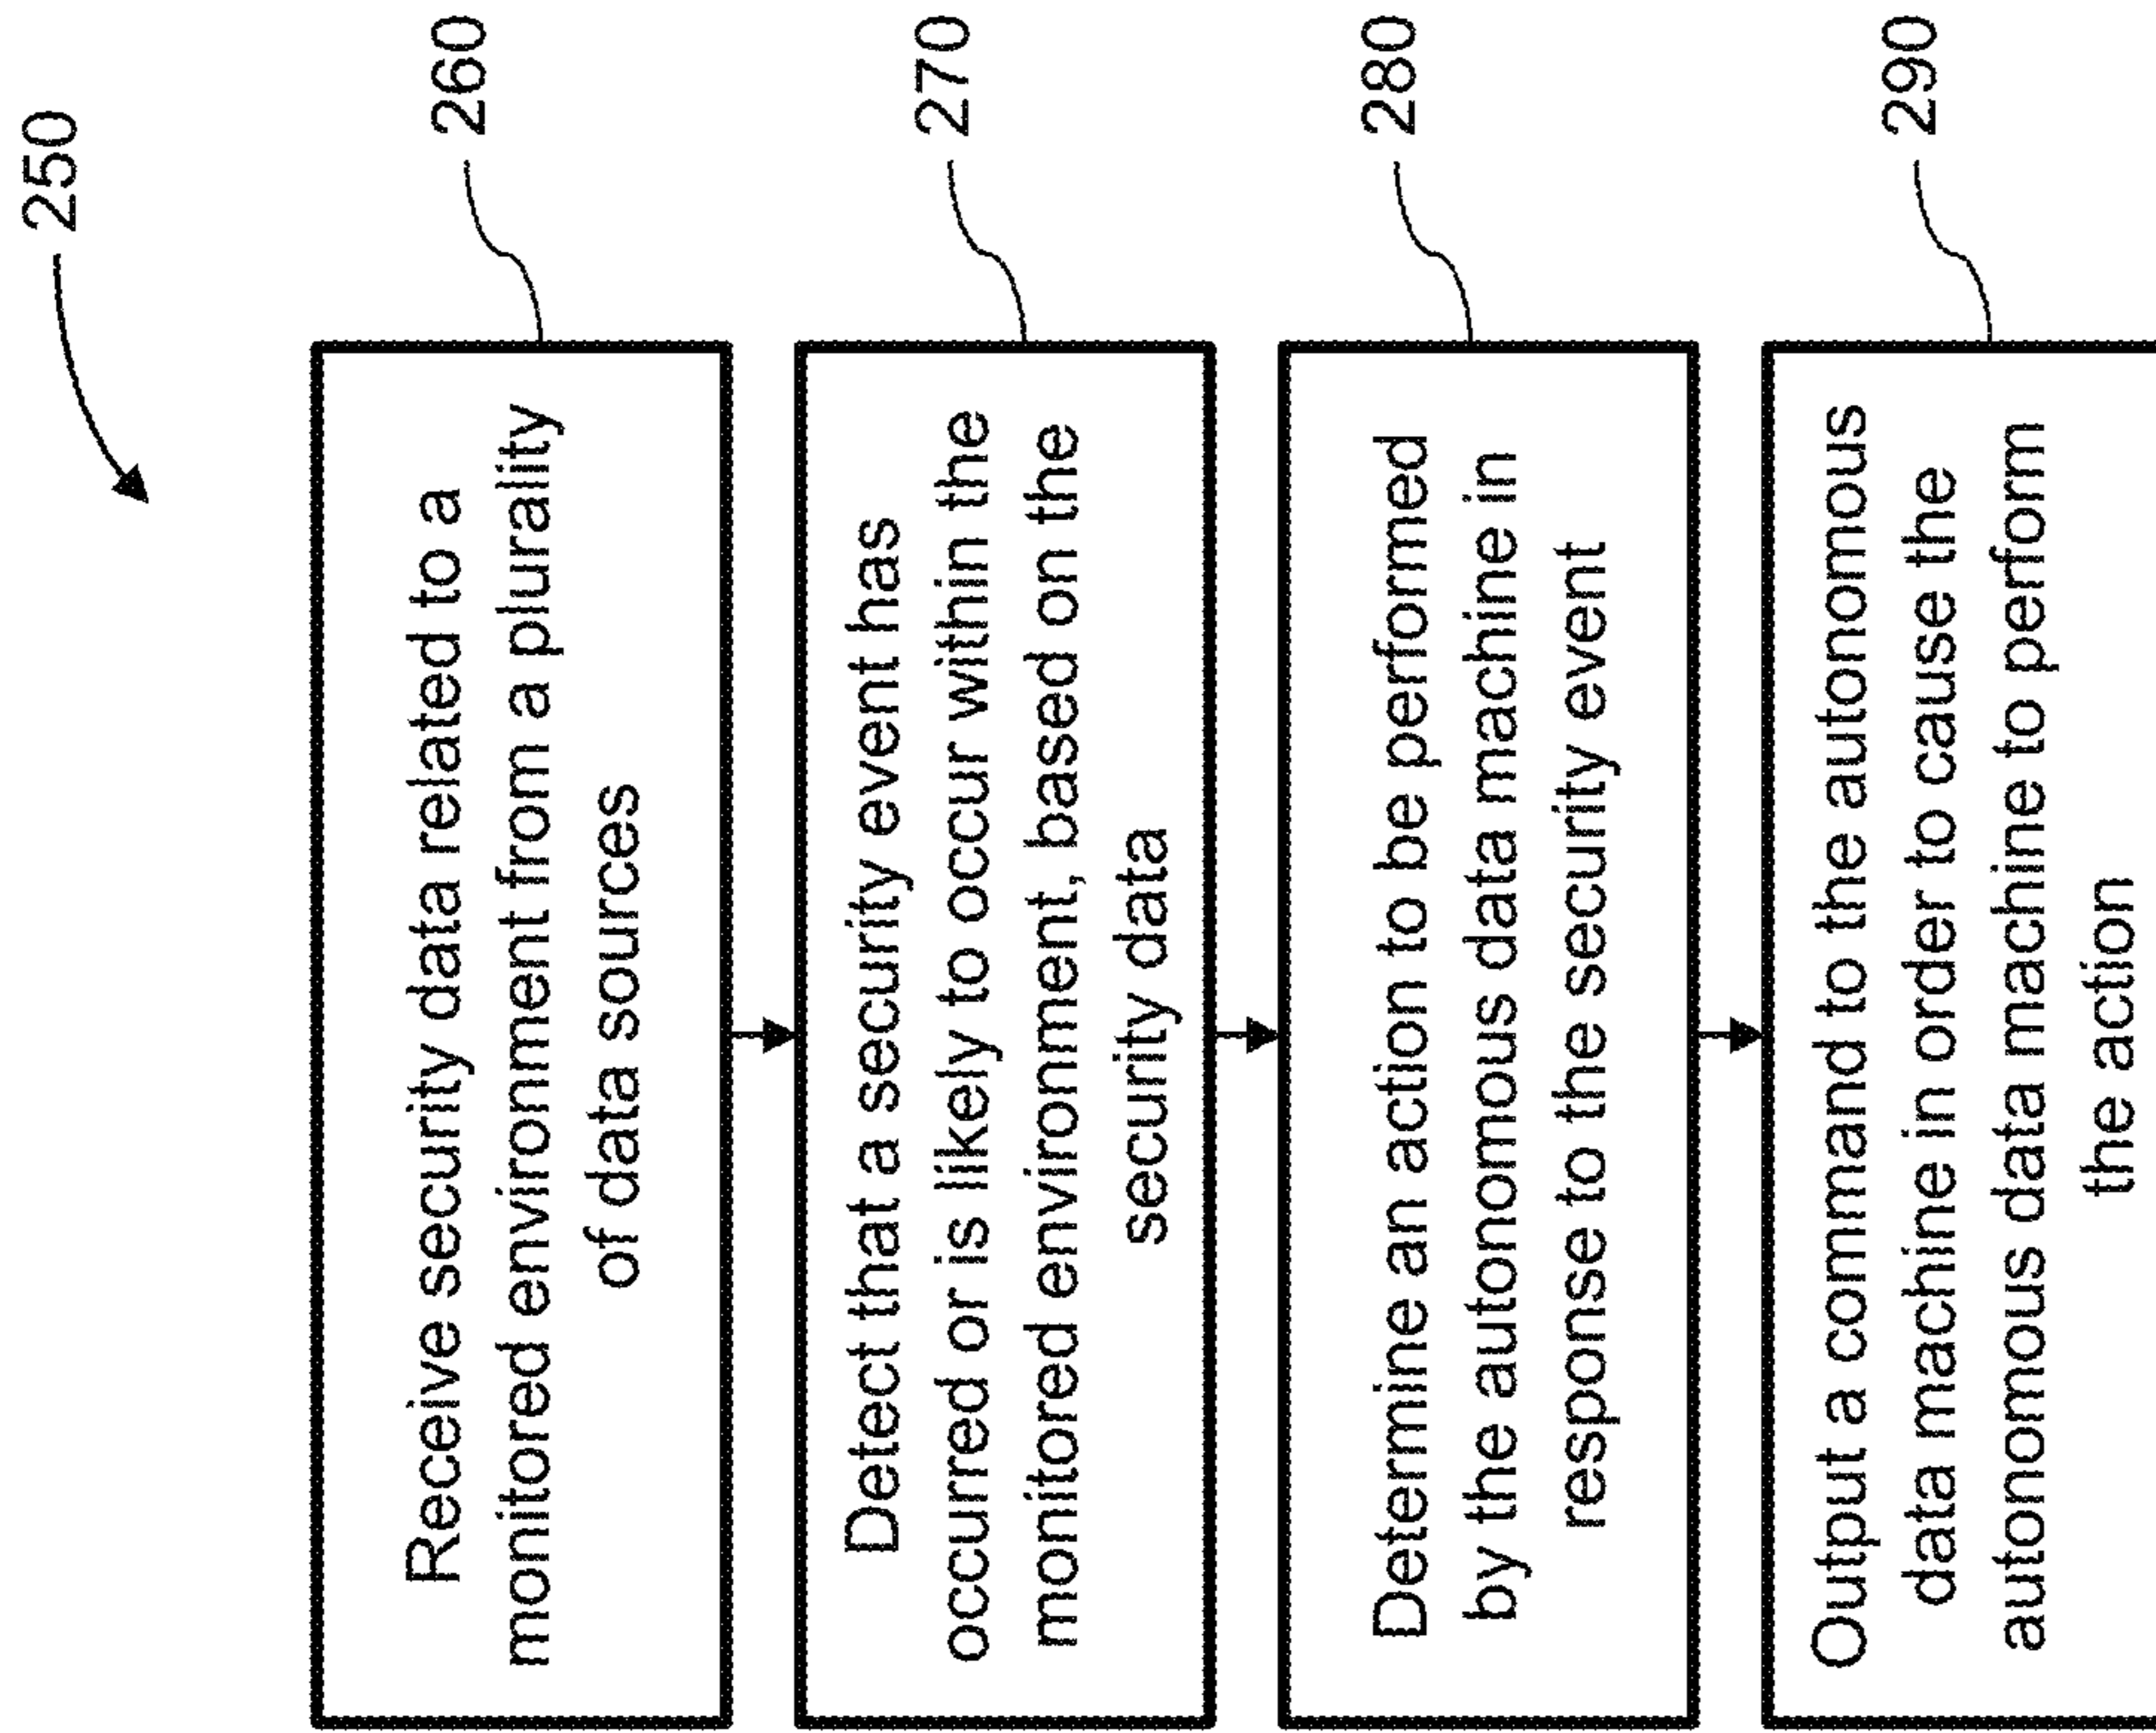 250
260
Receive security data related to a
monitored environment from a plurality
of data sources
270
Detect that a security event has
occurred or is likely to occur within the
monitored environment, based on the
security data
280
Determine an action to be performed
by the autonomous data machine in
response to the security event
290
Output a command to the autonomous
data machine in order to cause the
autonomous data machine to perform
the action